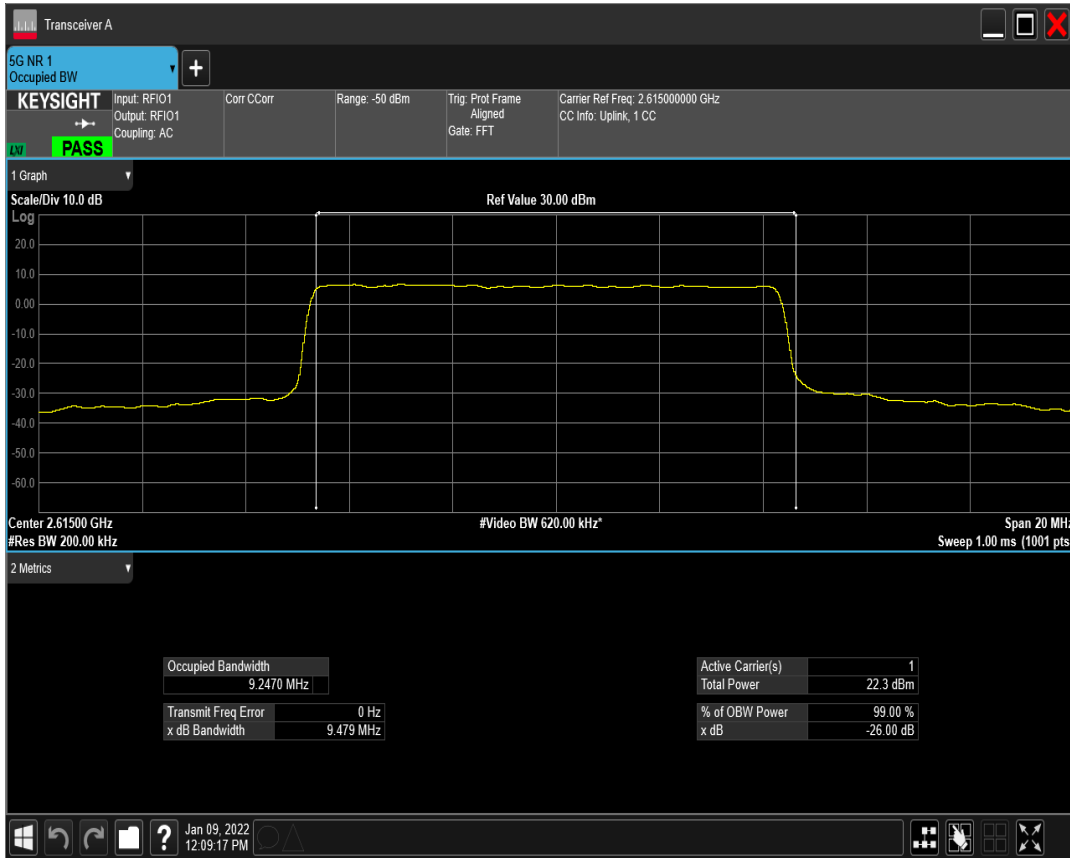 Transceiver A
5G NR 1
Occupied BW
+
KEYSIGHT
Input: RFIO1
Output: RFIO1
Coupling: AC
Corr CCorr
Range: -50 dBm
Trig: Prot Frame
Aligned
Gate: FFT
Carrier Ref Freq: 2.615000000 GHz
CC Info: Uplink, 1 CC
LXI
PASS
1 Graph
Scale/Div 10.0 dB
Ref Value 30.00 dBm
Log
20.0
10.0
0.00
-10.0
-20.0
-30.0
-40.0
-50.0
-60.0
Center 2.61500 GHz
#Video BW 620.00 kHz*
Span 20 MHz
#Res BW 200.00 kHz
Sweep 1.00 ms (1001 pts
2 Metrics
Occupied Bandwidth
9.2470 MHz
Transmit Freq Error 0 Hz
x dB Bandwidth 9.479 MHz
Active Carrier(s) 1
Total Power 22.3 dBm
% of OBW Power 99.00 %
x dB -26.00 dB
?
Jan 09, 2022
12:09:17 PM